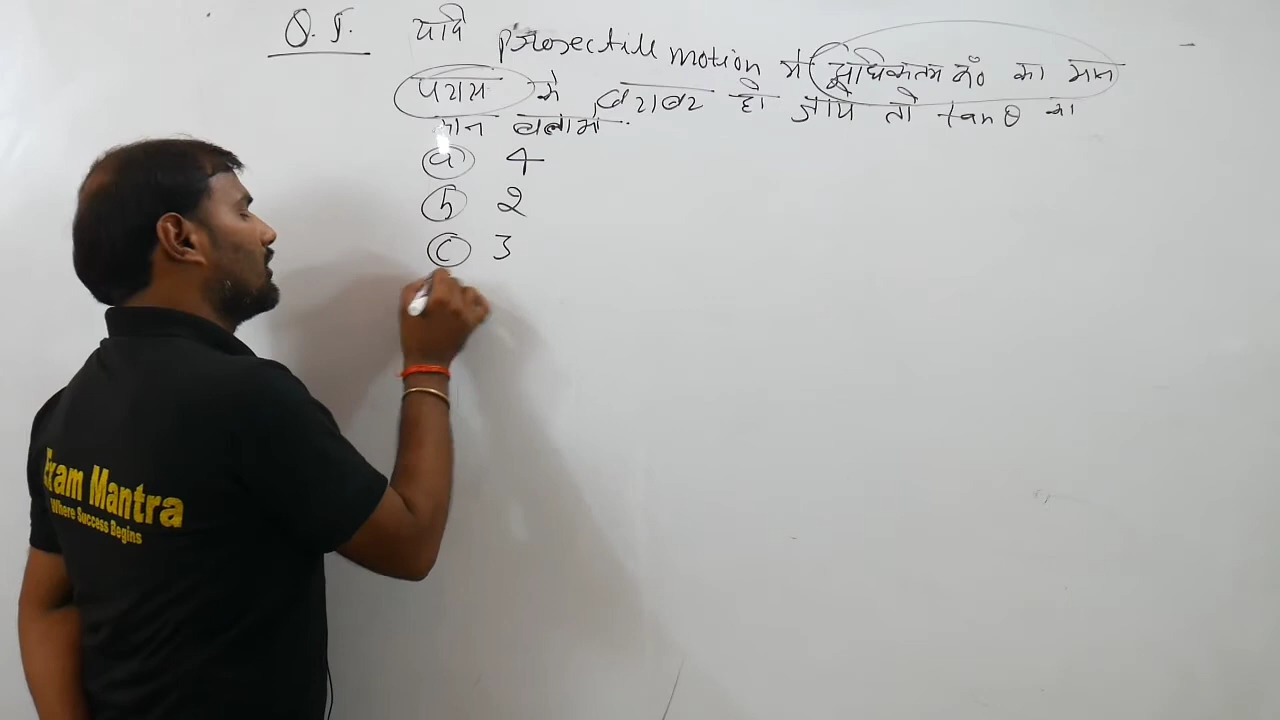 Q. 5. यदि projectile motion में अधिकतम ऊँ० का मान
परास के बराबर हो जाये तो tanθ का
मान बताओ.
(a) 4
(b) 2
(c) 3
Exam Mantra
Where Success Begins